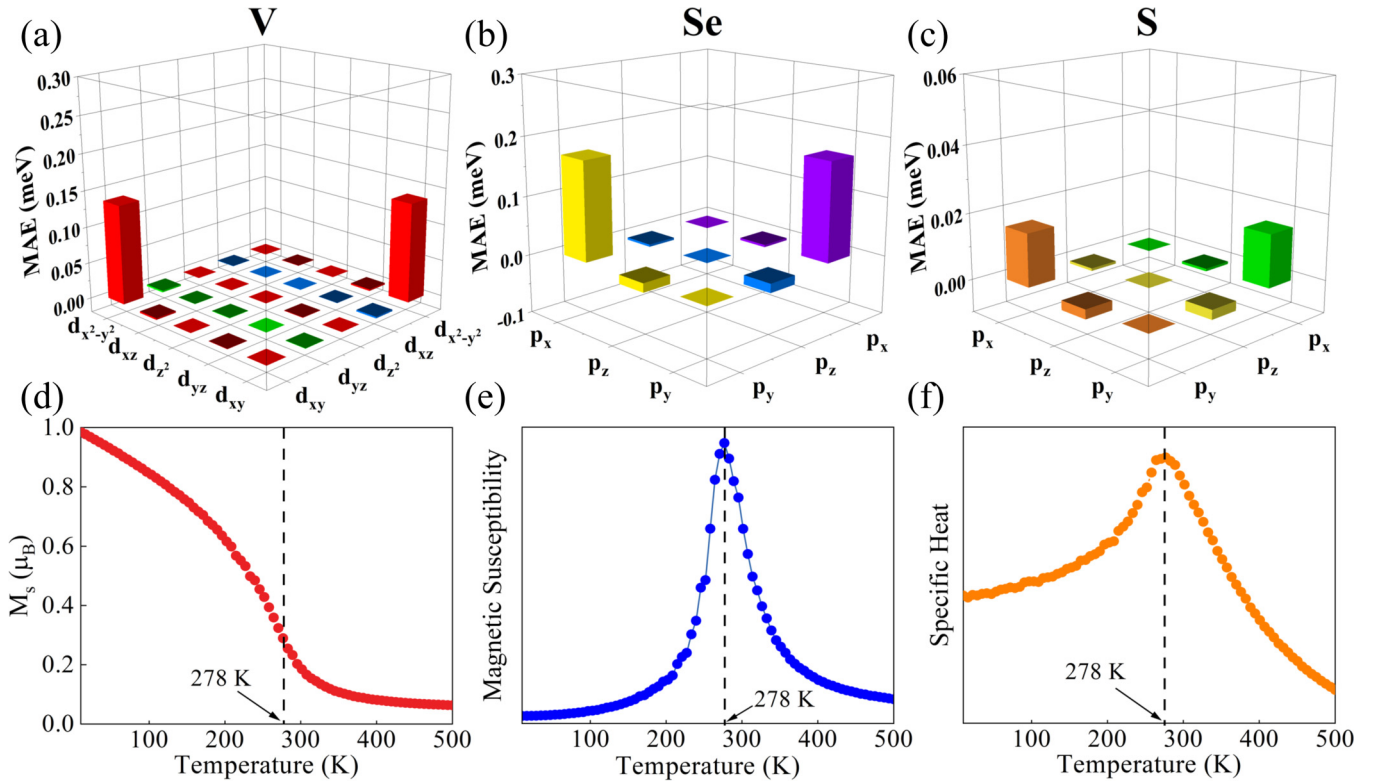 (a) V
0.30
0.25
0.20
0.15
0.10
0.05
0.00
MAE (meV)
d_x²-y²
d_xz
d_z²
d_yz
d_xy
d_xy
d_yz
d_z²
d_xz
d_x²-y²
(b) Se
0.3
0.2
0.1
0.0
-0.1
MAE (meV)
p_x
p_z
p_y
p_y
p_z
p_x
(c) S
0.06
0.04
0.02
0.00
MAE (meV)
p_x
p_z
p_y
p_y
p_z
p_x
(d)
1.0
0.8
0.6
0.4
0.2
0.0
M_s (μ_B)
278 K
100 200 300 400 500
Temperature (K)
(e)
Magnetic Susceptibility
278 K
100 200 300 400 500
Temperature (K)
(f)
Specific Heat
278 K
100 200 300 400 500
Temperature (K)